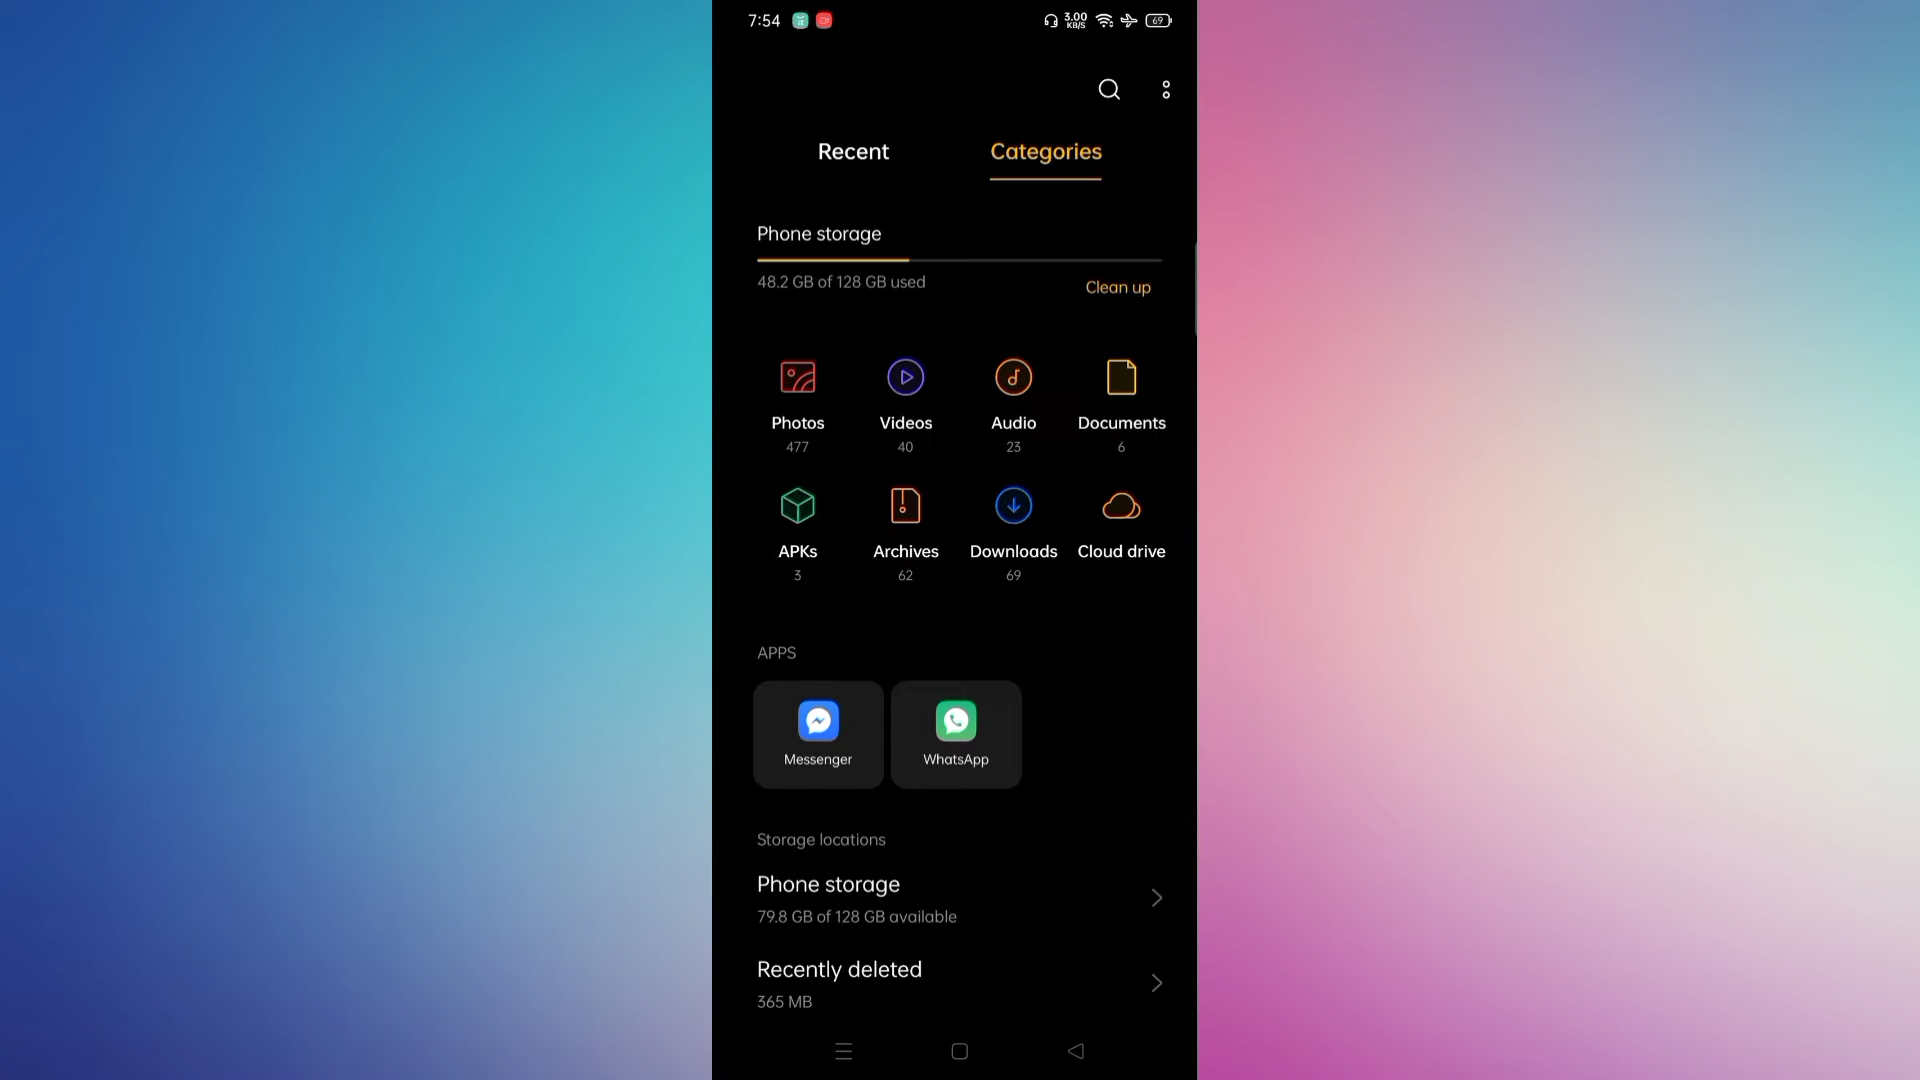 7:54 3.00 KB/S 69
Recent Categories
Phone storage
48.2 GB of 128 GB used Clean up
Photos Videos Audio Documents
477 40 23 6
APKs Archives Downloads Cloud drive
3 62 69
APPS
Messenger WhatsApp
Storage locations
Phone storage
79.8 GB of 128 GB available
Recently deleted
365 MB